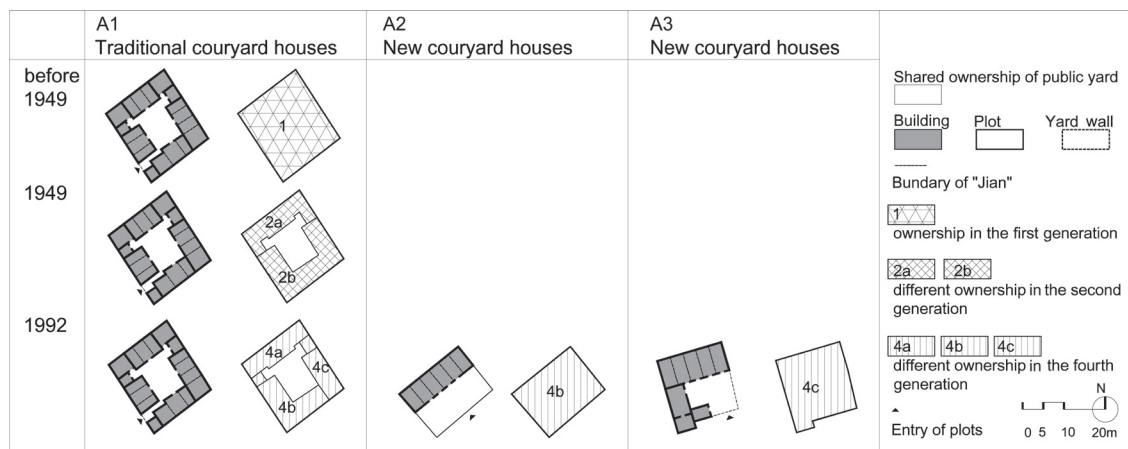 A1
Traditional couryard houses
A2
New couryard houses
A3
New couryard houses
before
1949
1
1949
2a
2b
1992
4a
4c
4b
4b
4c
Shared ownership of public yard
Building Plot Yard wall
Bundary of "Jian"
1
ownership in the first generation
2a 2b
different ownership in the second
generation
4a 4b 4c
different ownership in the fourth
generation
N
Entry of plots
0 5 10 20m